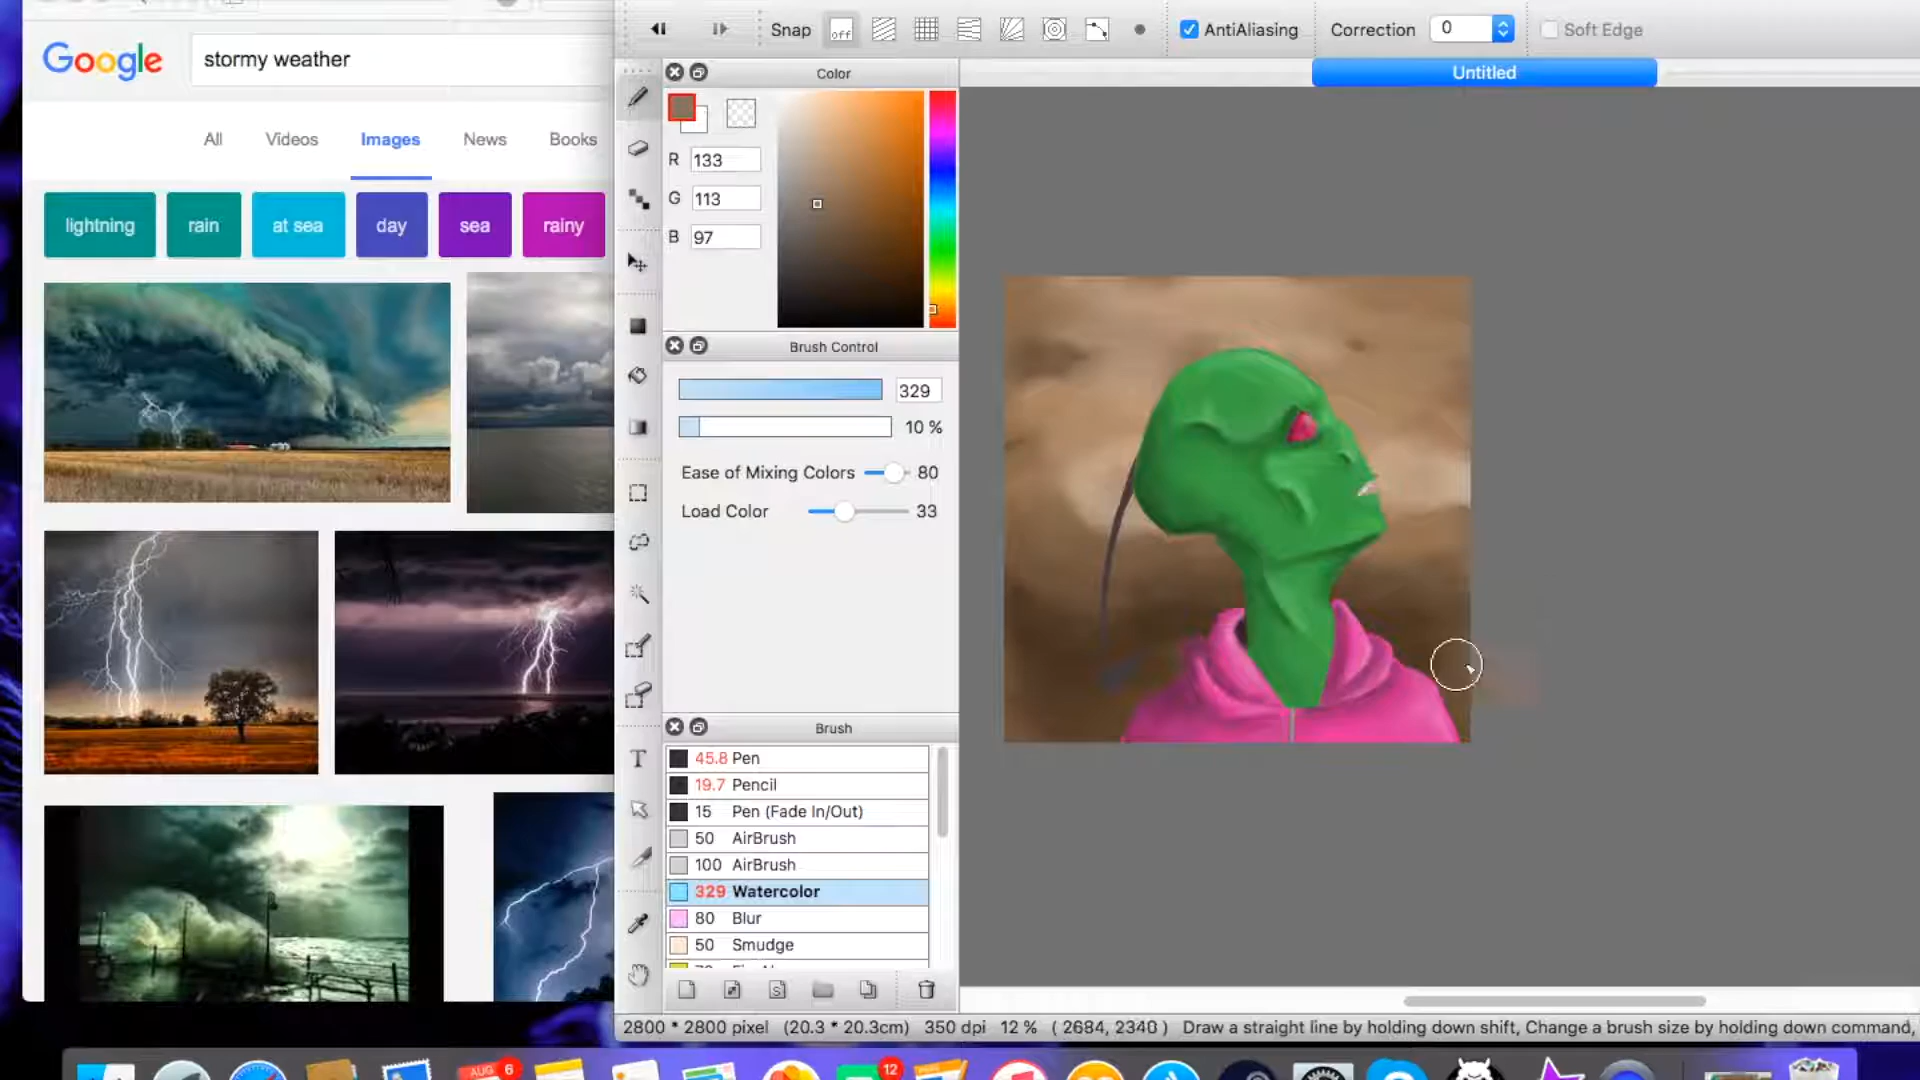 Google
stormy weather
All Videos Images News Books
lightning rain at sea day sea rainy
Snap off AntiAliasing Correction 0 Soft Edge
Untitled
Color
R 133
G 113
B 97
Brush Control
329
10 %
Ease of Mixing Colors 80
Load Color 33
Brush
45.8 Pen
19.7 Pencil
15 Pen (Fade In/Out)
50 AirBrush
100 AirBrush
329 Watercolor
80 Blur
50 Smudge
T
S
2800 * 2800 pixel (20.3 * 20.3cm) 350 dpi 12 % ( 2684, 2340 ) Draw a straight line by holding down shift, Change a brush size by holding down command,
AUG 6 12